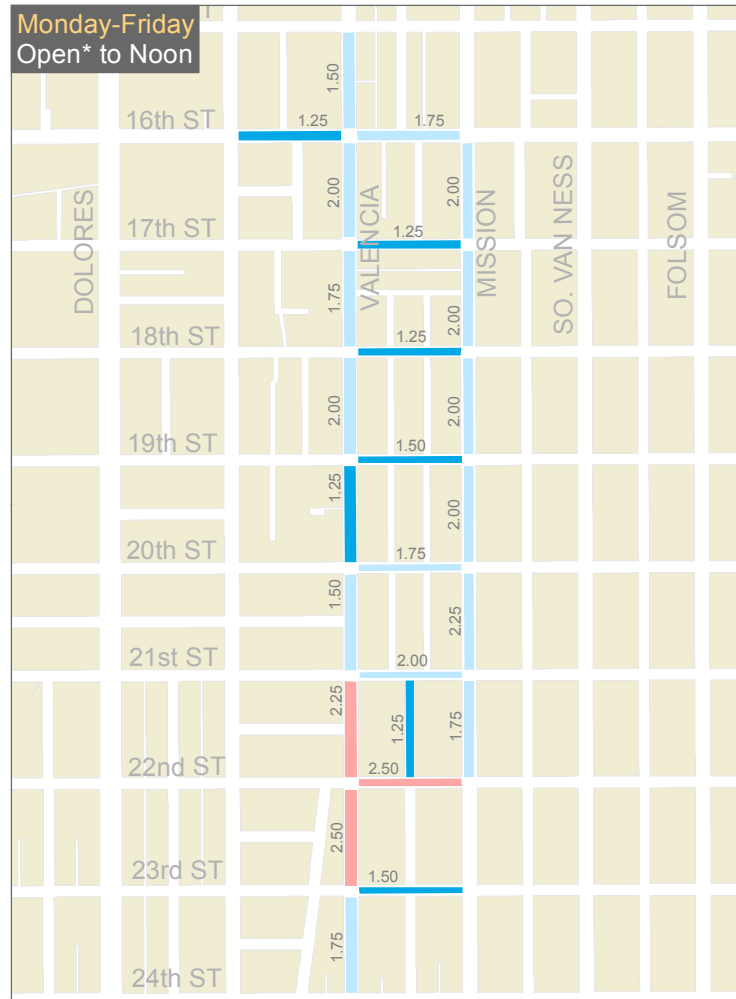 Monday-Friday
Open* to Noon
1.50
16th ST
1.25
1.75
DOLORES
2.00
VALENCIA
2.00
MISSION
SO. VAN NESS
FOLSOM
17th ST
1.25
1.75
2.00
18th ST
1.25
2.00
2.00
19th ST
1.50
1.25
2.00
20th ST
1.75
1.50
2.25
21st ST
2.00
2.25
1.25
1.75
22nd ST
2.50
2.50
23rd ST
1.50
1.75
24th ST